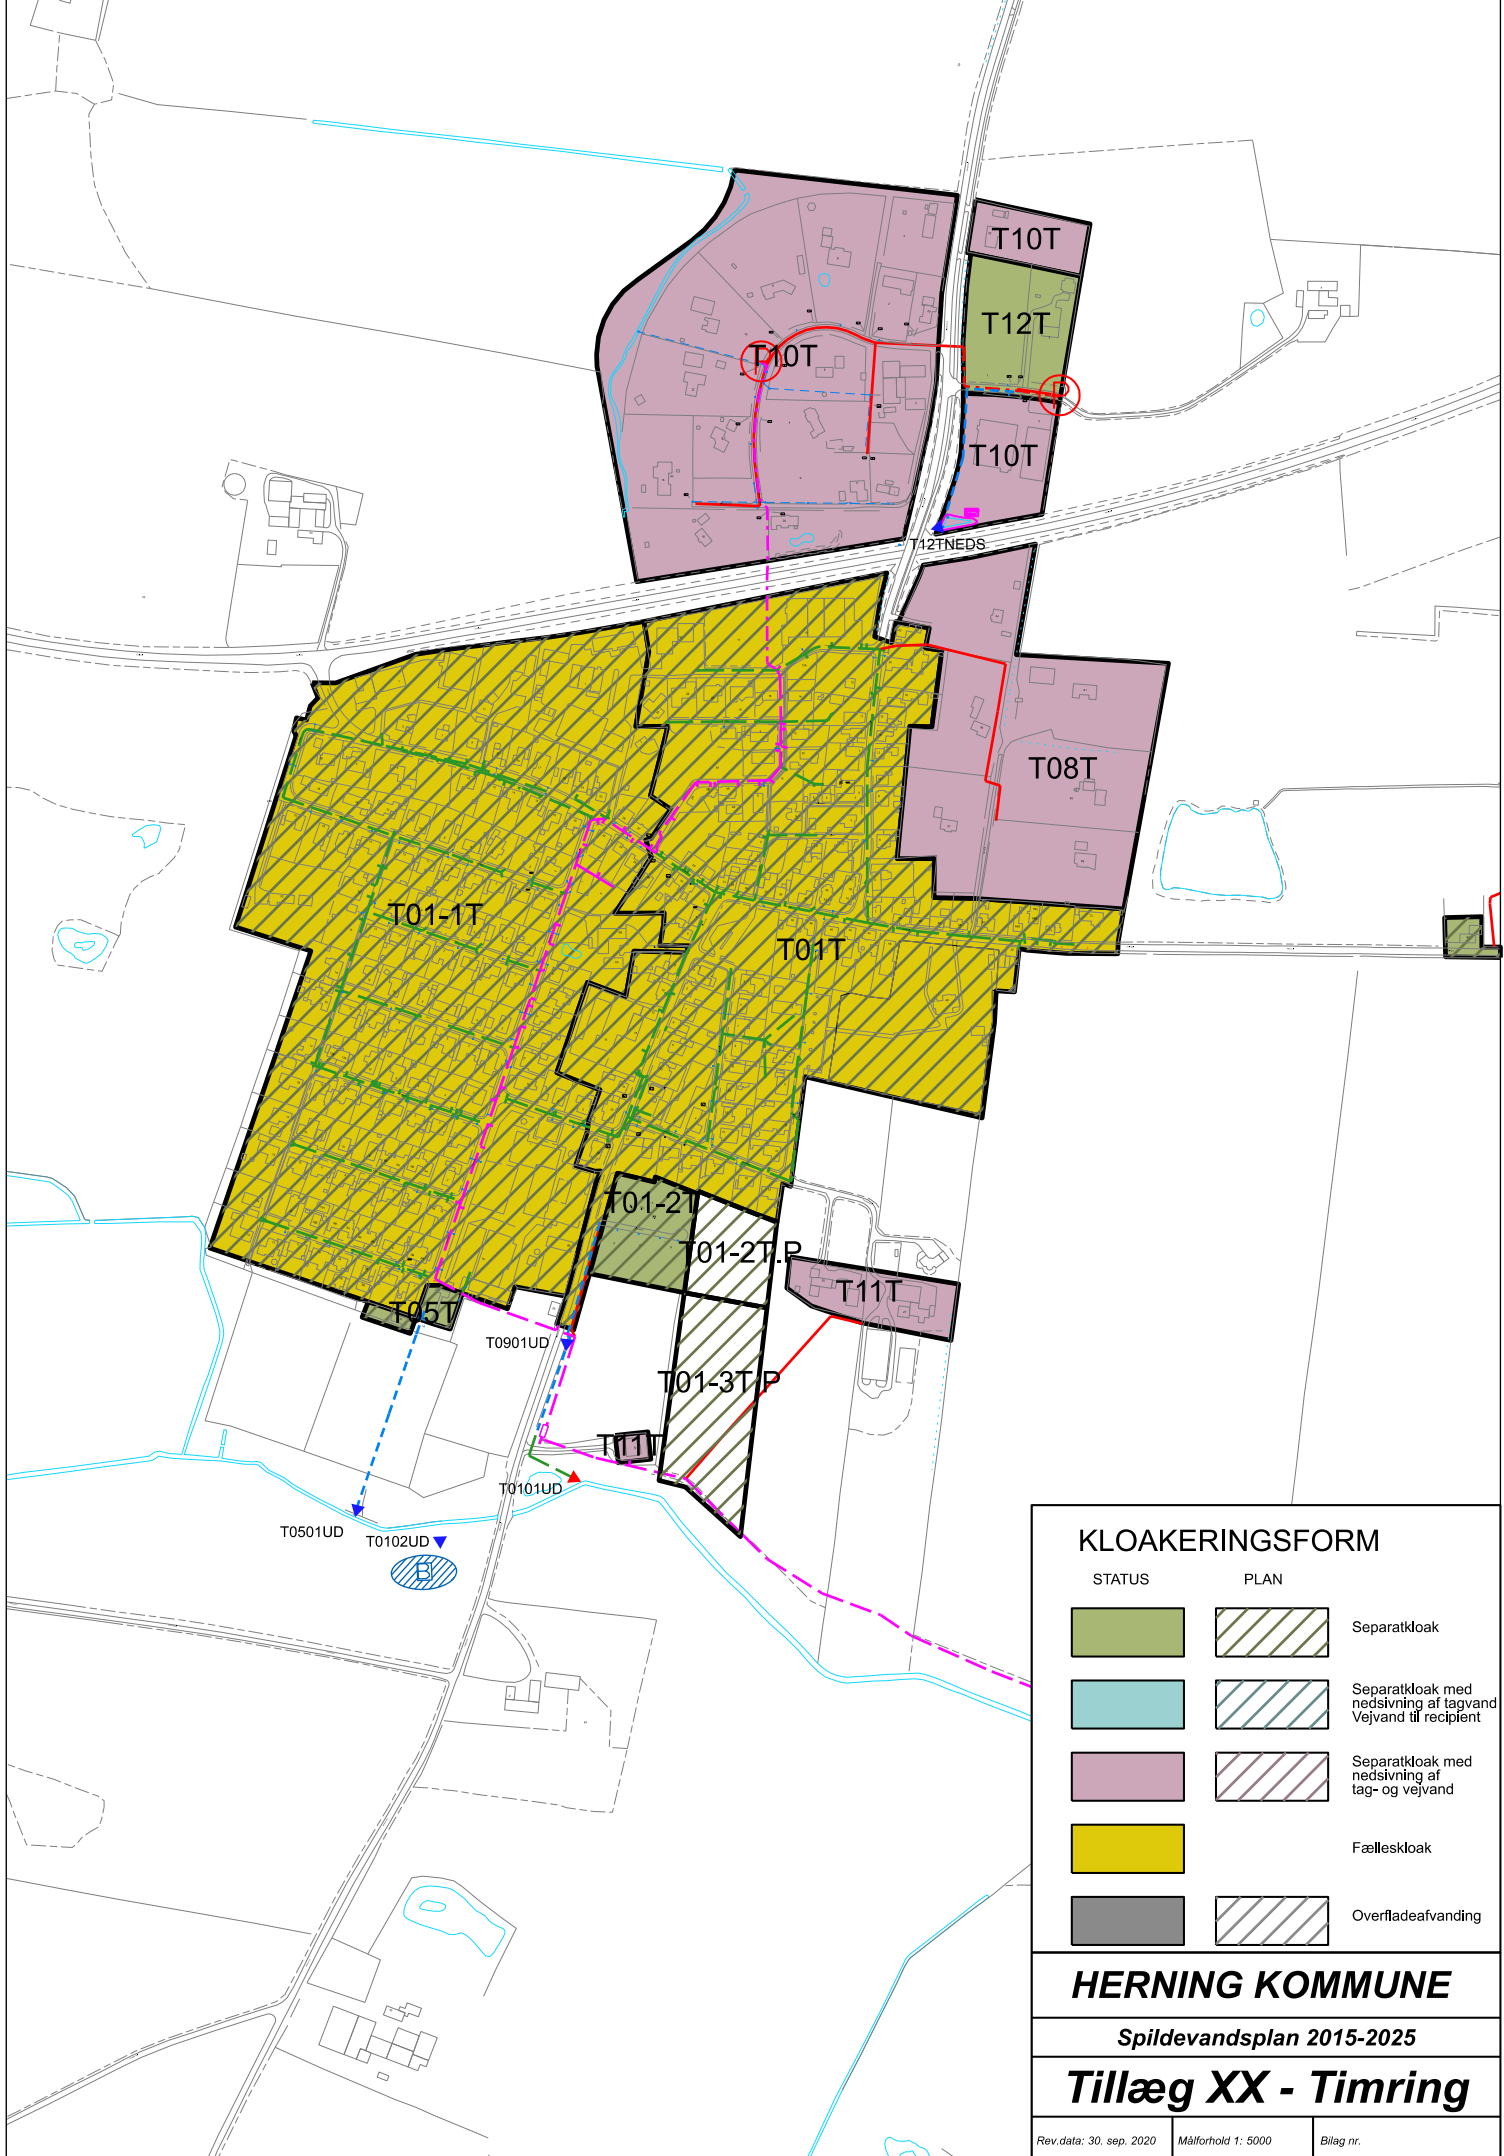 T10T
T12T
T10T
T10T
T12TNEDS
T08T
T01-1T
T01T
T01-2T
T01-2T.P
T11T
T05T
T0901UD
T01-3T.P
T11T
T0101UD
T0501UD
T0102UD
B
KLOAKERINGSFORM
STATUS PLAN
Separatkloak
Separatkloak med
nedsivning af tagvand
Vejvand til recipient
Separatkloak med
nedsivning af
tag- og vejvand
Fælleskloak
Overfladeafvanding
HERNING KOMMUNE
Spildevandsplan 2015-2025
Tillæg XX - Timring
Rev.data: 30. sep. 2020 Målforhold 1: 5000 Bilag nr.